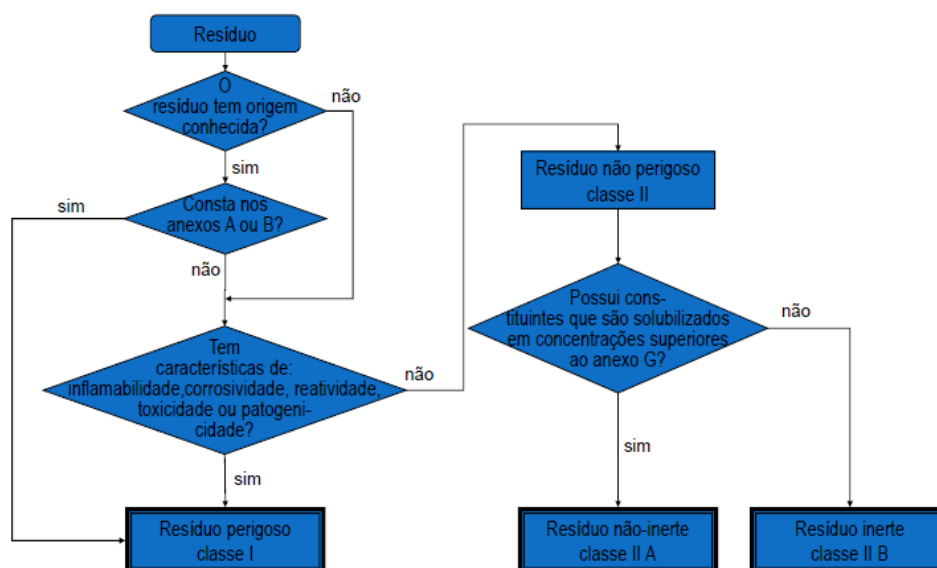 Resíduo
O
resíduo tem origem
conhecida?
não
sim
Consta nos
anexos A ou B?
sim
não
Tem
características de:
inflamabilidade,corrosividade, reatividade,
toxicidade ou patogeni-
cidade?
não
sim
Resíduo perigoso
classe I
Resíduo não perigoso
classe II
Possui cons-
tituintes que são solubilizados
em concentrações superiores
ao anexo G?
não
sim
Resíduo não-inerte
classe II A
Resíduo inerte
classe II B